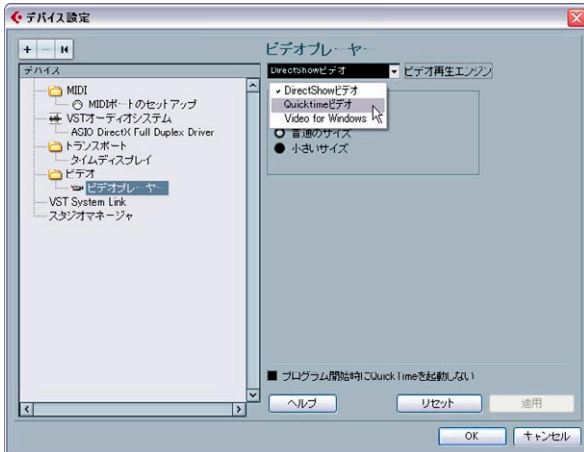 デバイス設定
デバイス
MIDI
MIDIポートのセットアップ
VSTオーディオシステム
ASIO DirectX Full Duplex Driver
トランスポート
タイムディスプレイ
ビデオ
ビデオプレーヤー
VST System Link
スタジオマネージャ
ビデオプレーヤー
DirectShowビデオ ビデオ再生エンジン
DirectShowビデオ
Quicktimeビデオ
Video for Windows
普通のサイズ
小さいサイズ
プログラム開始時にQuickTimeを起動しない
ヘルプ リセット 適用
OK キャンセル